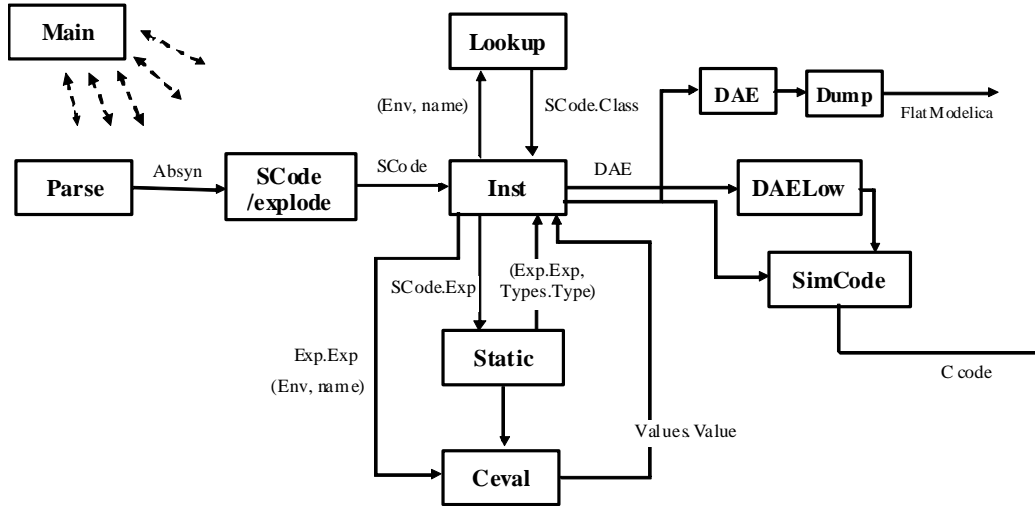 Main
Lookup
(Env, name)
SCode.Class
DAE
Dump
Flat Modelica
Parse
Absyn
SCode
/explode
SCode
Inst
DAE
DAELow
SimCode
C code
SCode.Exp
(Exp.Exp,
Types.Type)
Static
Exp.Exp
(Env, name)
Values.Value
Ceval